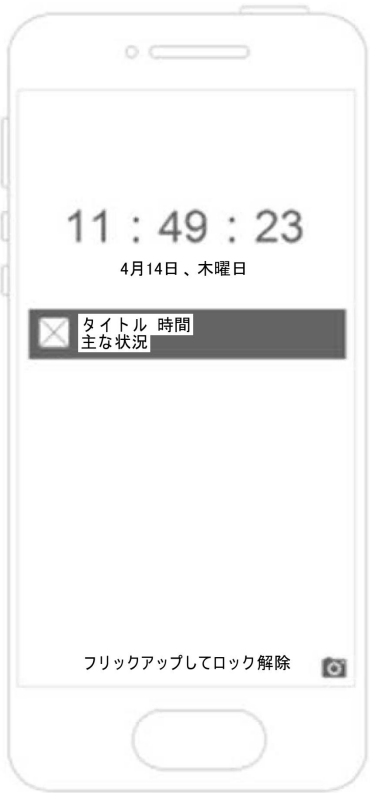 11 : 49 : 23
4月14日、木曜日
タイトル 時間
主な状況
フリックアップしてロック解除